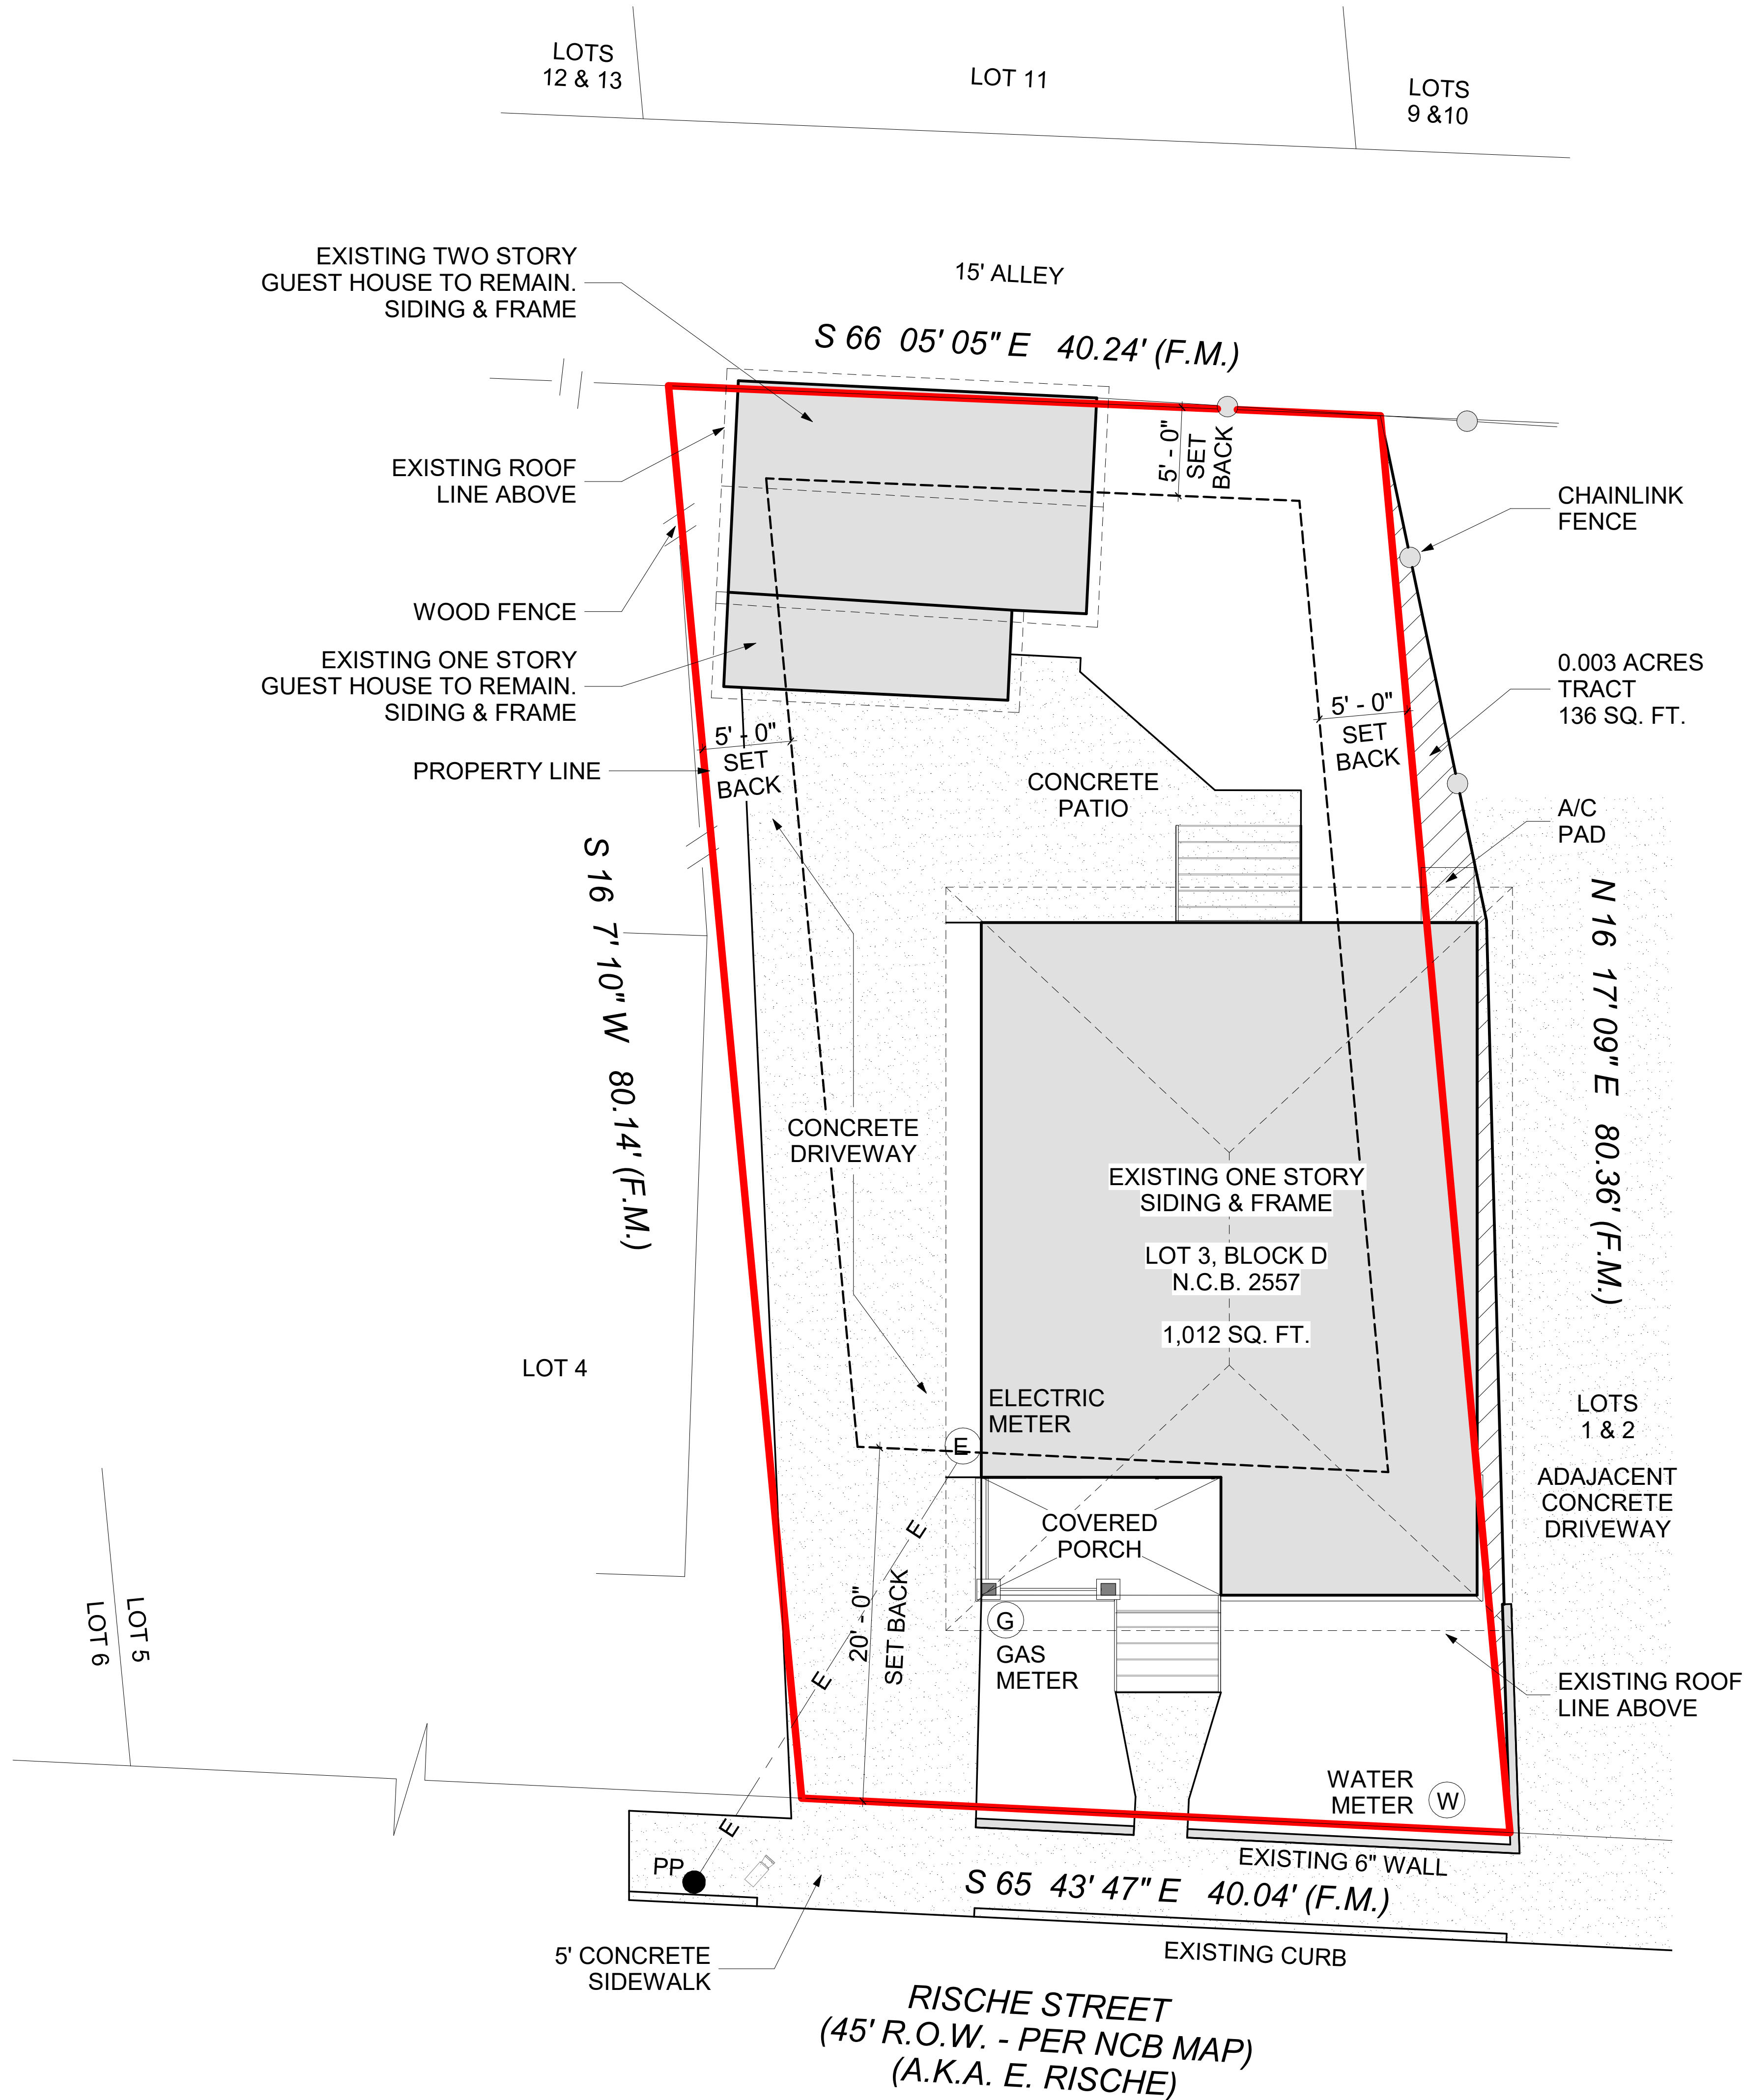 LOTS
12 & 13
LOT 11
LOTS
9 &10
EXISTING TWO STORY
GUEST HOUSE TO REMAIN.
SIDING & FRAME
15' ALLEY
S 66  05' 05" E   40.24' (F.M.)
EXISTING ROOF
LINE ABOVE
5' - 0"
SET
BACK
CHAINLINK
FENCE
WOOD FENCE
EXISTING ONE STORY
GUEST HOUSE TO REMAIN.
SIDING & FRAME
0.003 ACRES
TRACT
136 SQ. FT.
5' - 0"
SET
BACK
5' - 0"
SET
BACK
PROPERTY LINE
CONCRETE
PATIO
A/C
PAD
S 16  7' 10" W   80.14' (F.M.)
N 16  17' 09" E   80.36' (F.M.)
CONCRETE
DRIVEWAY
EXISTING ONE STORY
SIDING & FRAME
LOT 3, BLOCK D
N.C.B. 2557
1,012 SQ. FT.
LOT 4
ELECTRIC
METER
E
LOTS
1 & 2
ADAJACENT
CONCRETE
DRIVEWAY
COVERED
PORCH
E
20' - 0"
SET BACK
G
GAS
METER
LOT 5
LOT 6
E
EXISTING ROOF
LINE ABOVE
WATER
METER
W
E
PP
EXISTING 6" WALL
S 65  43' 47" E   40.04' (F.M.)
5' CONCRETE
SIDEWALK
EXISTING CURB
RISCHE STREET
(45' R.O.W. - PER NCB MAP)
(A.K.A. E. RISCHE)